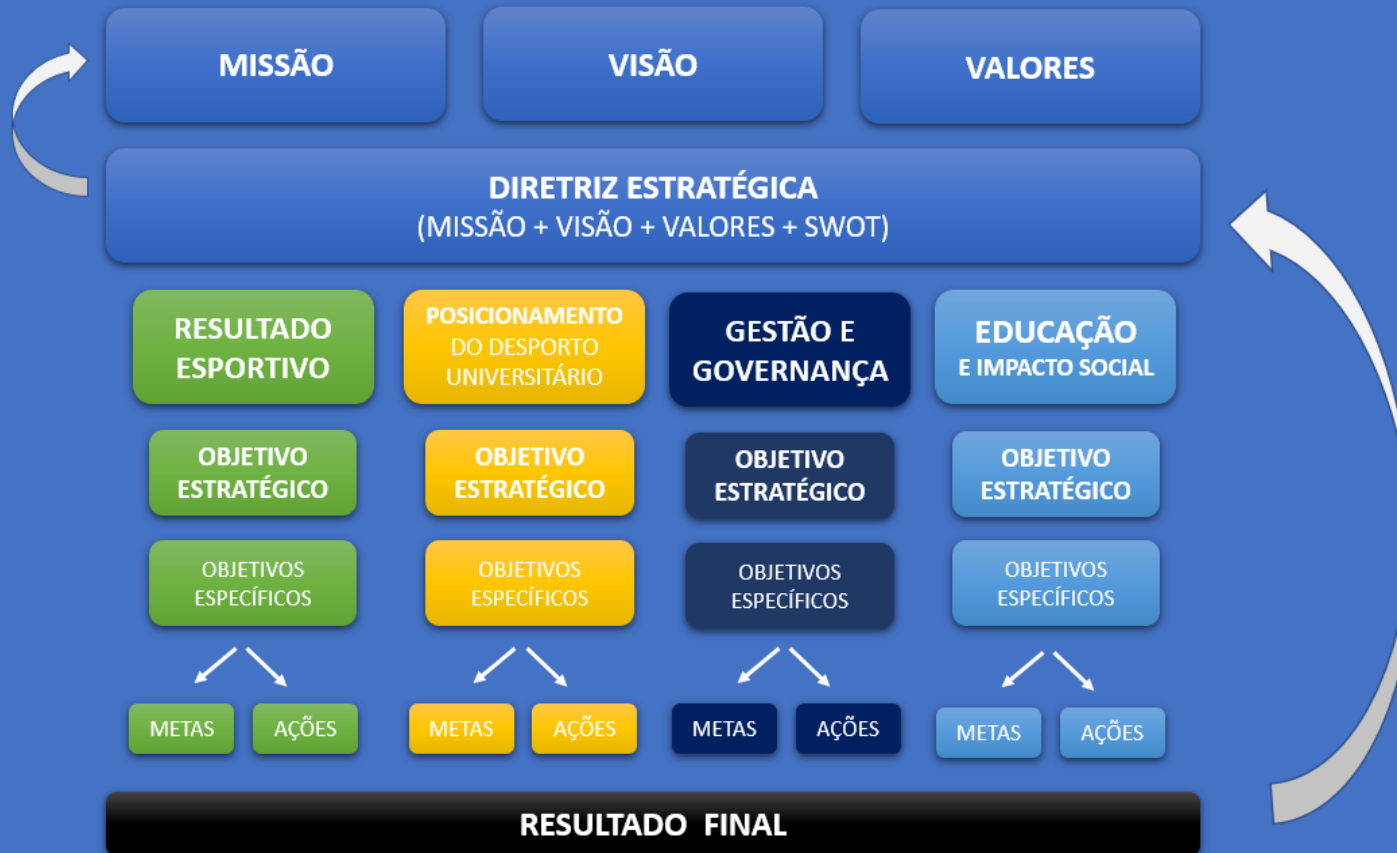 MISSÃO
VISÃO
VALORES
DIRETRIZ ESTRATÉGICA
(MISSÃO + VISÃO + VALORES + SWOT)
RESULTADO
ESPORTIVO
POSICIONAMENTO
DO DESPORTO
UNIVERSITÁRIO
GESTÃO E
GOVERNANÇA
EDUCAÇÃO
E IMPACTO SOCIAL
OBJETIVO
ESTRATÉGICO
OBJETIVO
ESTRATÉGICO
OBJETIVO
ESTRATÉGICO
OBJETIVO
ESTRATÉGICO
OBJETIVOS
ESPECÍFICOS
OBJETIVOS
ESPECÍFICOS
OBJETIVOS
ESPECÍFICOS
OBJETIVOS
ESPECÍFICOS
METAS
AÇÕES
METAS
AÇÕES
METAS
AÇÕES
METAS
AÇÕES
RESULTADO FINAL